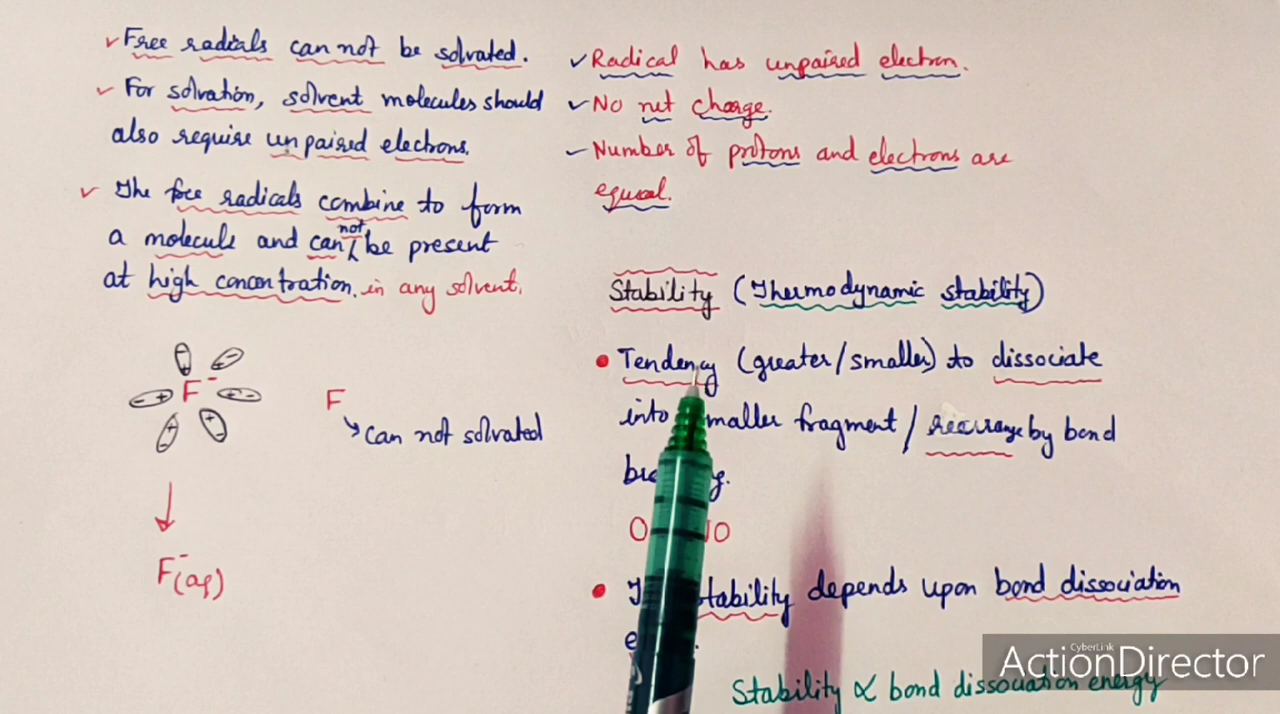 Free radicals can not be solvated.
For solvation, solvent molecules should
also require unpaired electrons.
The free radicals combine to form
a molecule and can not be present
at high concentration. in any solvent.
F⁻
F
can not solvated
F⁻(aq)
Radical has unpaired electron.
No net charge.
Number of protons and electrons are
equal.
Stability (Thermodynamic stability)
Tendency (greater/smaller) to dissociate
into smaller fragment / rearrange by bond
stability depends upon bond dissociation
Stability ∝ bond dissociation energy
CyberLink
ActionDirector